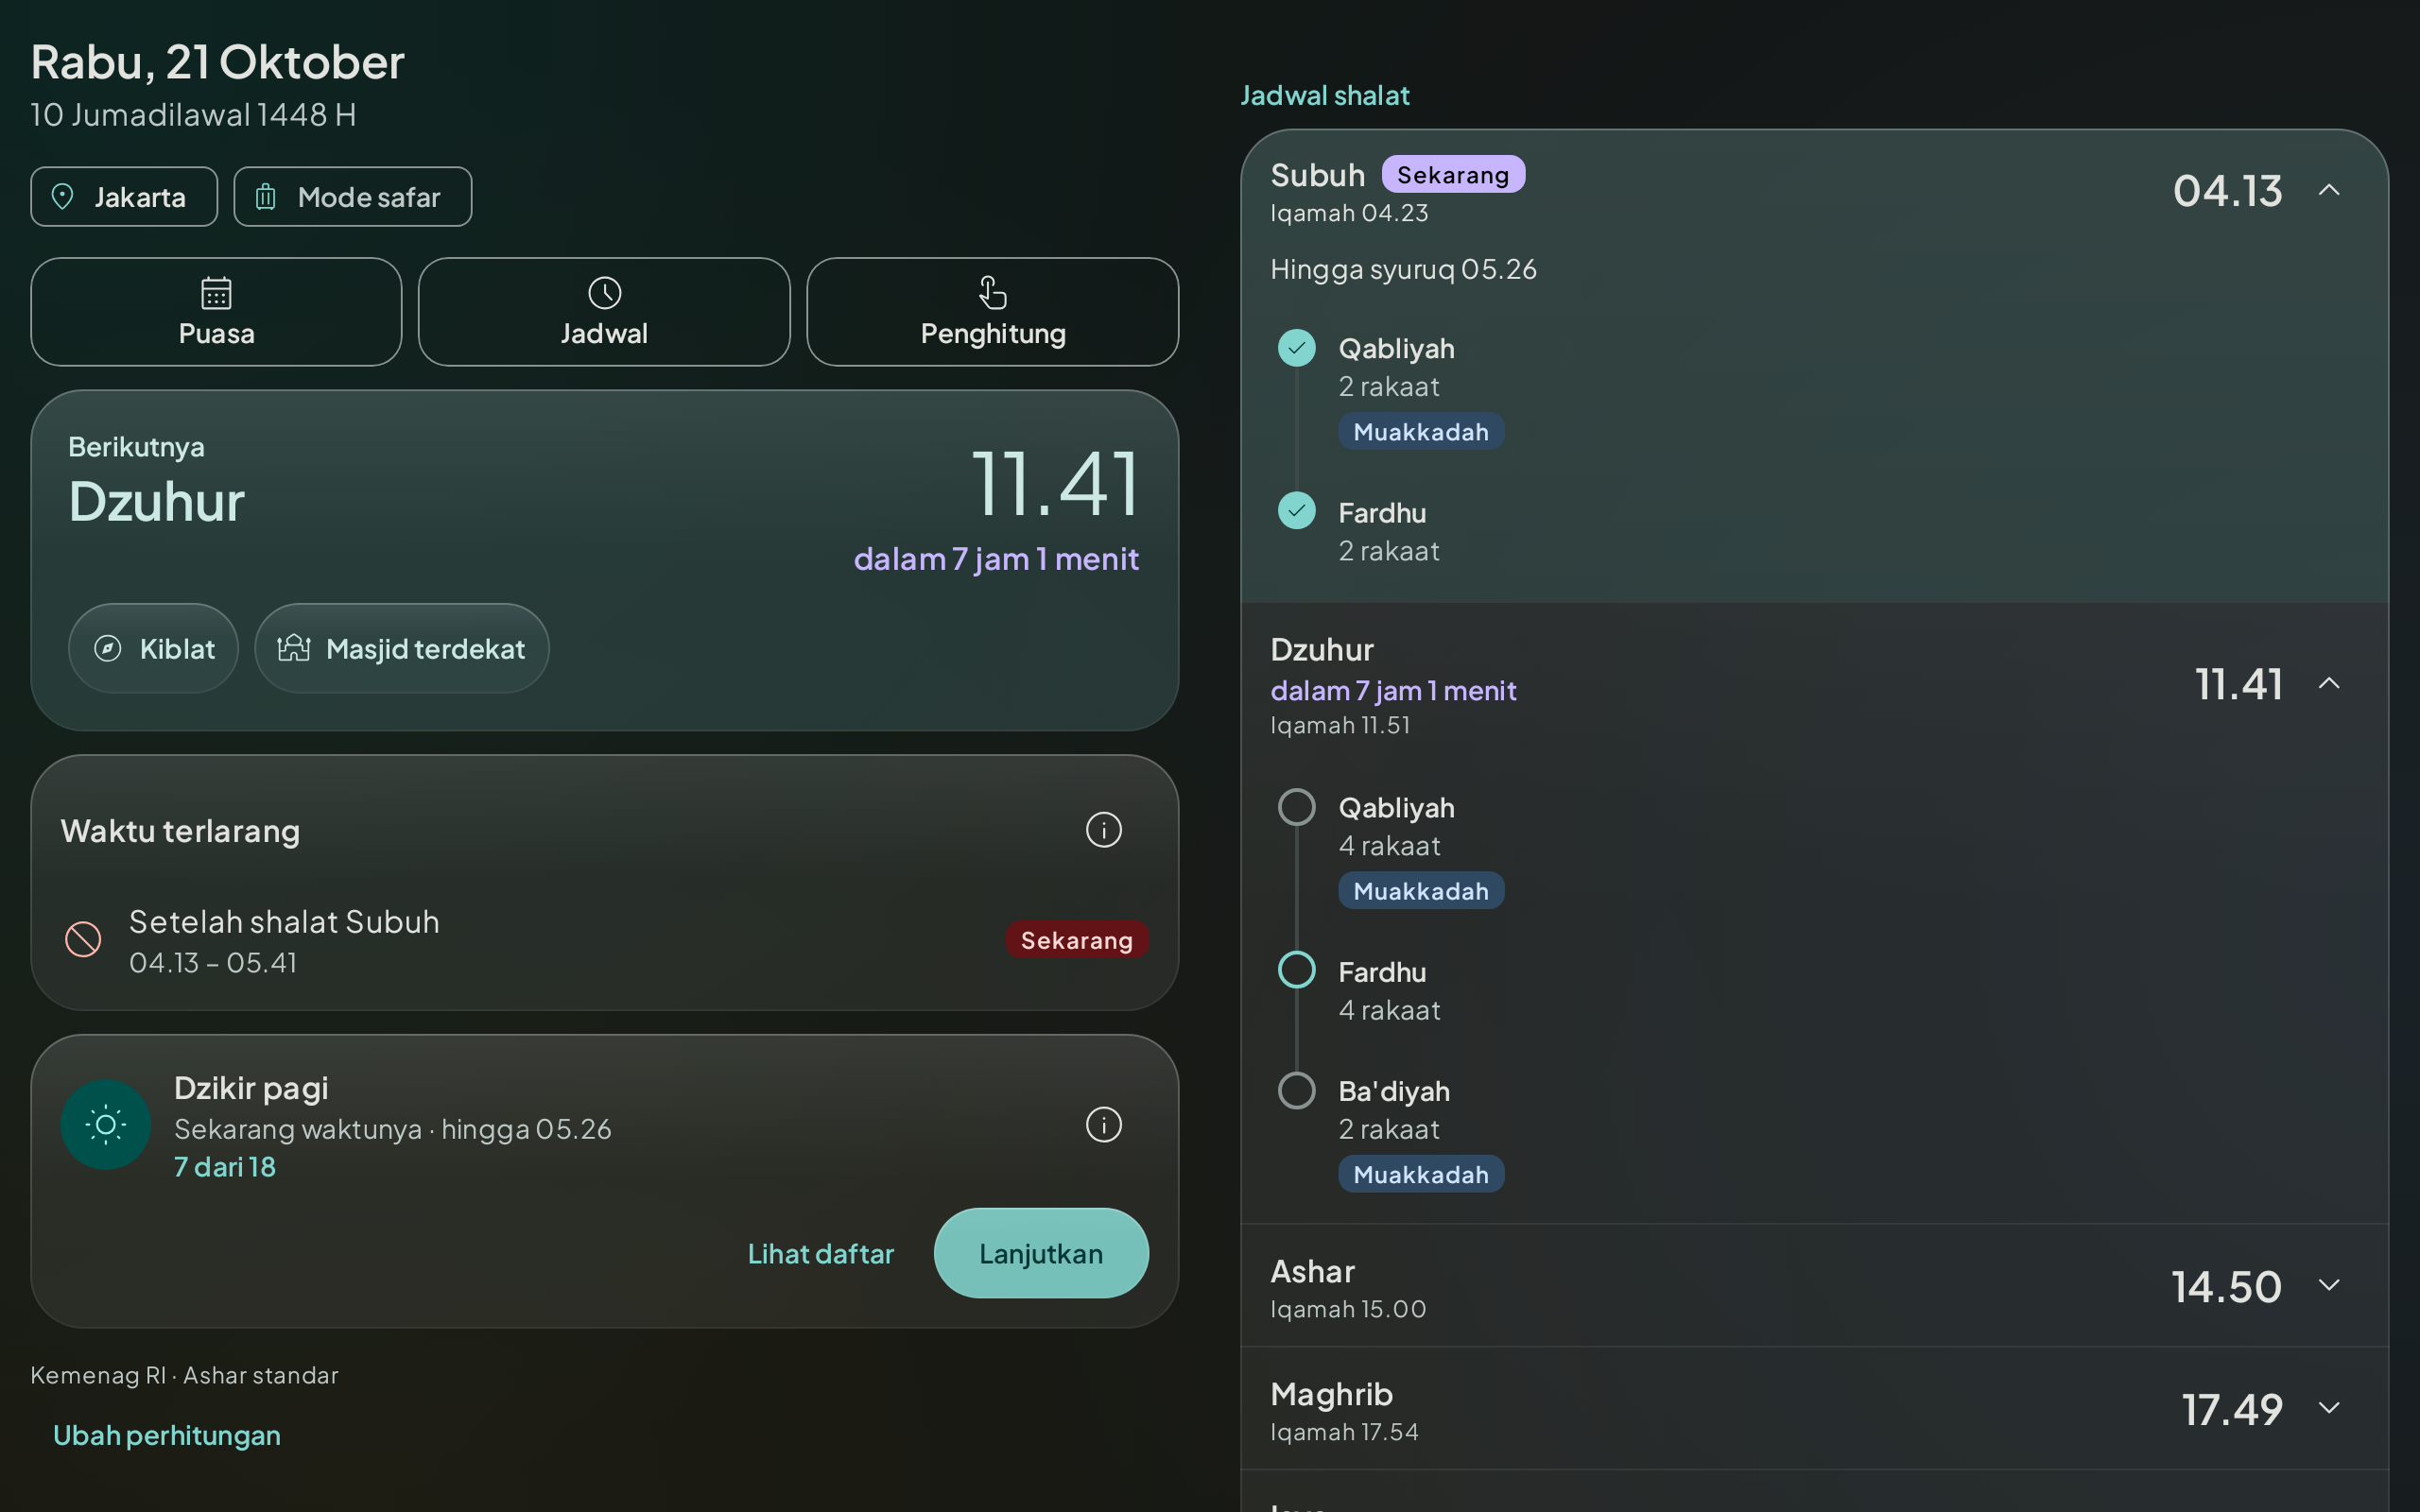 Rabu, 21 Oktober
10 Jumadilawal 1448 H
Jakarta
Mode safar
Puasa
Jadwal
Penghitung
Berikutnya
Dzuhur
11.41
dalam 7 jam 1 menit
Kiblat
Masjid terdekat
Waktu terlarang
Setelah shalat Subuh
04.13 – 05.41
Sekarang
Dzikir pagi
Sekarang waktunya · hingga 05.26
7 dari 18
Lihat daftar
Lanjutkan
Kemenag RI · Ashar standar
Ubah perhitungan
Jadwal shalat
Subuh
Sekarang
Iqamah 04.23
04.13
Hingga syuruq 05.26
Qabliyah
2 rakaat
Muakkadah
Fardhu
2 rakaat
Dzuhur
dalam 7 jam 1 menit
Iqamah 11.51
11.41
Qabliyah
4 rakaat
Muakkadah
Fardhu
4 rakaat
Ba'diyah
2 rakaat
Muakkadah
Ashar
Iqamah 15.00
14.50
Maghrib
Iqamah 17.54
17.49